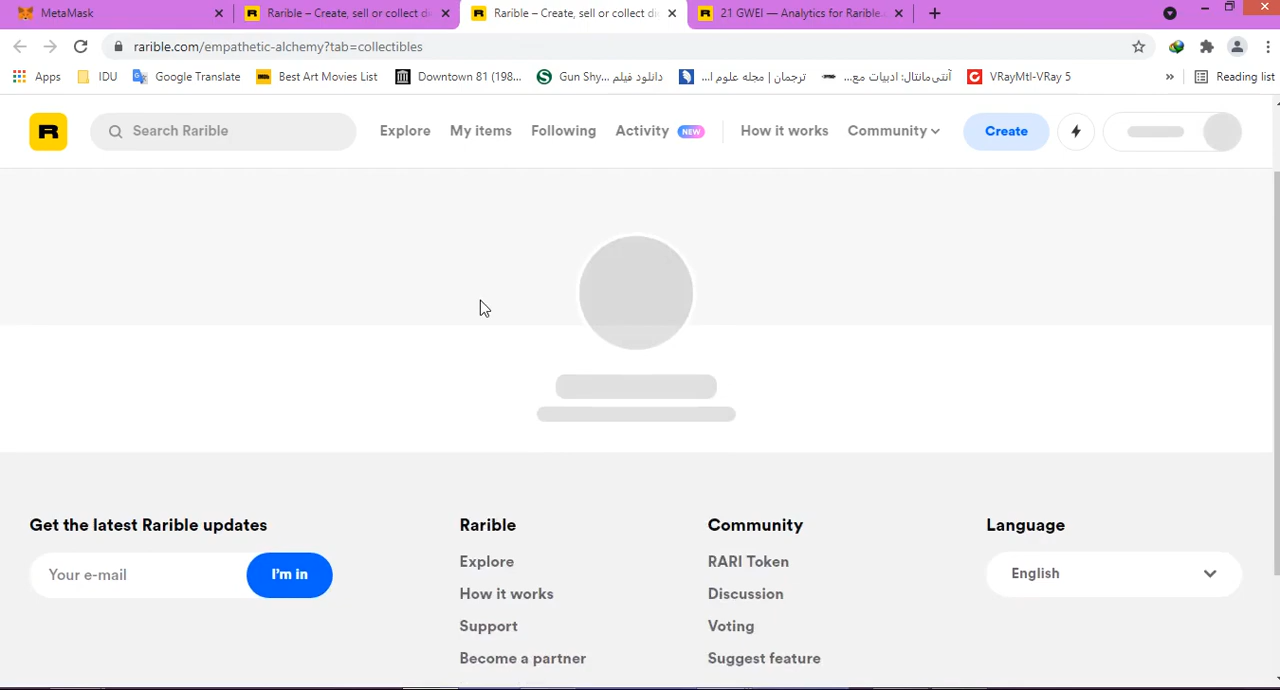 MetaMask
Rarible – Create, sell or collect di
Rarible – Create, sell or collect di
21 GWEI — Analytics for Rarible.
rarible.com/empathetic-alchemy?tab=collectibles
Apps
IDU
Google Translate
Best Art Movies List
Downtown 81 (198...
دانلود فیلم Gun Shy...
ترجمان | مجله علوم ا...
آنتی‌مانتال: ادبیات مع...
VRayMtl-VRay 5
»
Reading list
R
Search Rarible
Explore
My items
Following
Activity NEW
How it works
Community
Create
Get the latest Rarible updates
Your e-mail
I'm in
Rarible
Explore
How it works
Support
Become a partner
Community
RARI Token
Discussion
Voting
Suggest feature
Language
English